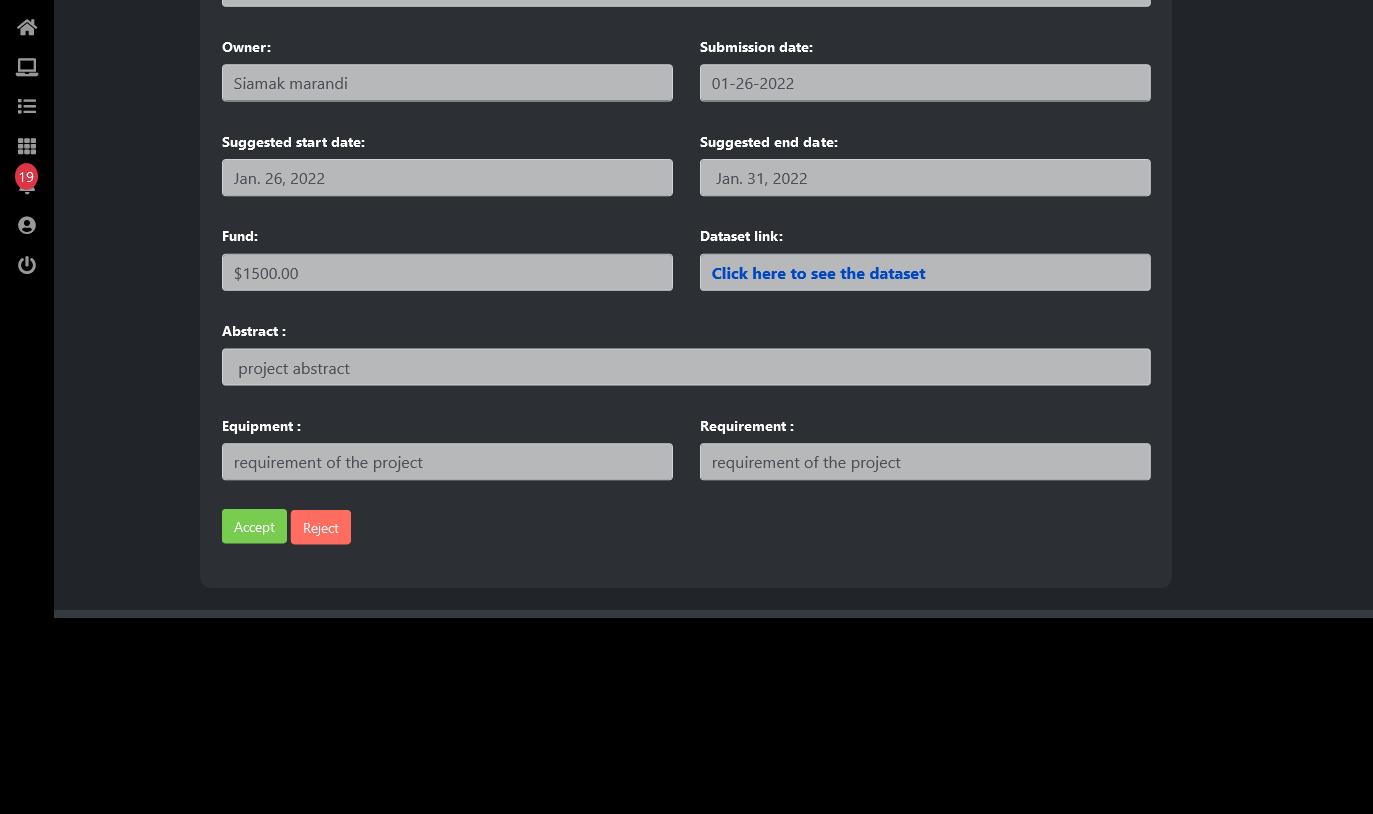 Owner: Submission date:
Siamak marandi 01-26-2022
Suggested start date: Suggested end date:
19
Jan. 26, 2022 Jan. 31, 2022
Fund: Dataset link:
$1500.00 Click here to see the dataset
Abstract :
project abstract
Equipment : Requirement :
requirement of the project requirement of the project
Accept Reject